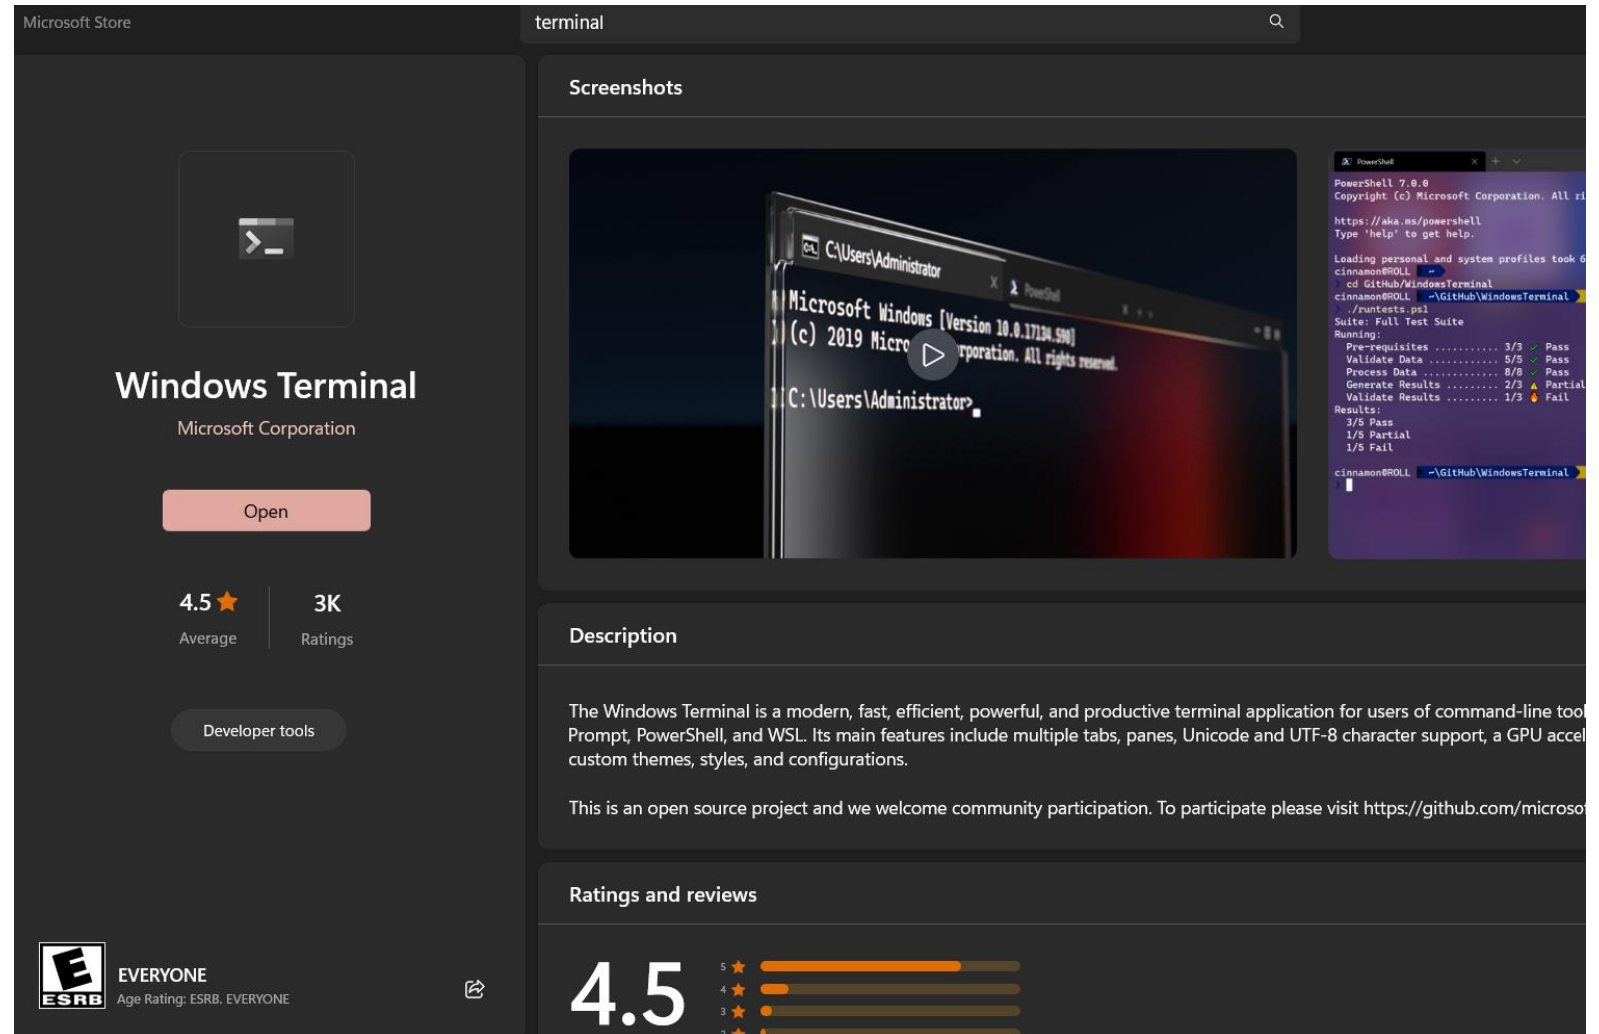 Microsoft Store
terminal
Windows Terminal
Microsoft Corporation
Open
4.5
Average
3K
Ratings
Developer tools
E
ESRB
EVERYONE
Age Rating: ESRB. EVERYONE
Screenshots
C:\Users\Administrator
X
PowerShell
X + v
Microsoft Windows [Version 10.0.17134.590]
(c) 2019 Micro rporation. All rights reserved.
C:\Users\Administrator>
PowerShell
PowerShell 7.0.0
Copyright (c) Microsoft Corporation. All ri
https://aka.ms/powershell
Type 'help' to get help.
Loading personal and system profiles took 6
cinnamon@ROLL ~
cd GitHub/WindowsTerminal
cinnamon@ROLL ~\GitHub\WindowsTerminal
./runtests.ps1
Suite: Full Test Suite
Running:
Pre-requisites ........... 3/3 ✓ Pass
Validate Data ............ 5/5 ✓ Pass
Process Data ............. 8/8 ✓ Pass
Generate Results ......... 2/3 ⚠ Partial
Validate Results ......... 1/3 🔥 Fail
Results:
3/5 Pass
1/5 Partial
1/5 Fail
cinnamon@ROLL ~\GitHub\WindowsTerminal
Description
The Windows Terminal is a modern, fast, efficient, powerful, and productive terminal application for users of command-line tool
Prompt, PowerShell, and WSL. Its main features include multiple tabs, panes, Unicode and UTF-8 character support, a GPU accel
custom themes, styles, and configurations.
This is an open source project and we welcome community participation. To participate please visit https://github.com/microsof
Ratings and reviews
4.5
5
4
3